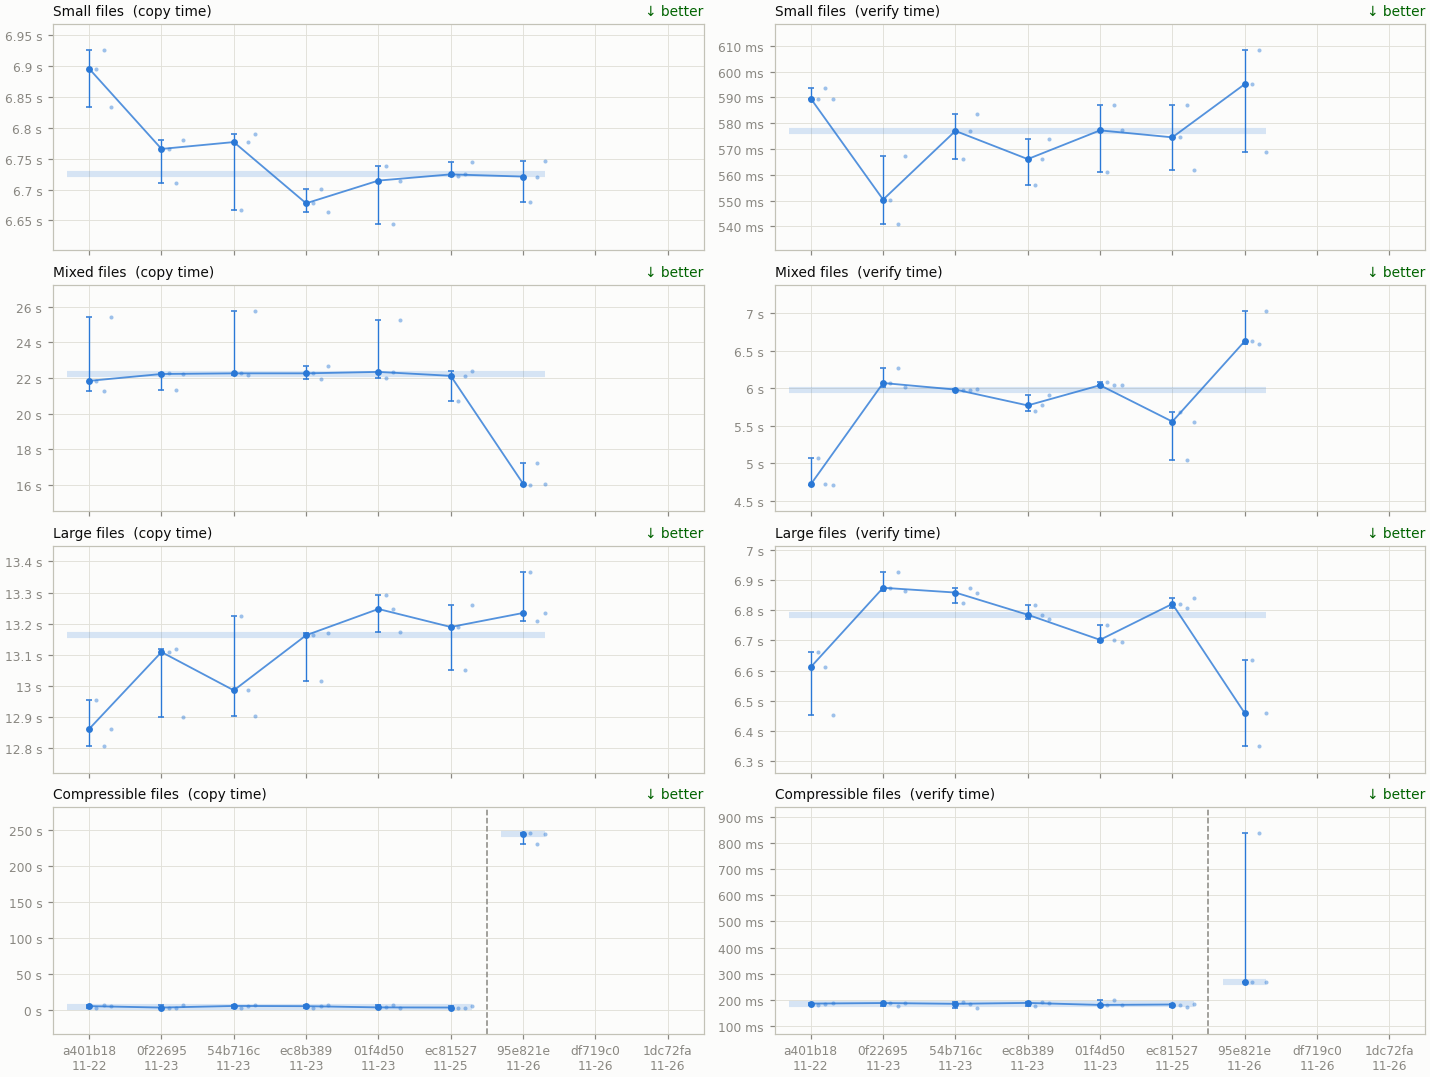 Small files (copy time) ↓ better
6.95 s
6.9 s
6.85 s
6.8 s
6.75 s
6.7 s
6.65 s
Small files (verify time) ↓ better
610 ms
600 ms
590 ms
580 ms
570 ms
560 ms
550 ms
540 ms
Mixed files (copy time) ↓ better
26 s
24 s
22 s
20 s
18 s
16 s
Mixed files (verify time) ↓ better
7 s
6.5 s
6 s
5.5 s
5 s
4.5 s
Large files (copy time) ↓ better
13.4 s
13.3 s
13.2 s
13.1 s
13 s
12.9 s
12.8 s
Large files (verify time) ↓ better
7 s
6.9 s
6.8 s
6.7 s
6.6 s
6.5 s
6.4 s
6.3 s
Compressible files (copy time) ↓ better
250 s
200 s
150 s
100 s
50 s
0 s
a401b18 0f22695 54b716c ec8b389 01f4d50 ec81527 95e821e df719c0 1dc72fa
11-22 11-23 11-23 11-23 11-23 11-25 11-26 11-26 11-26
Compressible files (verify time) ↓ better
900 ms
800 ms
700 ms
600 ms
500 ms
400 ms
300 ms
200 ms
100 ms
a401b18 0f22695 54b716c ec8b389 01f4d50 ec81527 95e821e df719c0 1dc72fa
11-22 11-23 11-23 11-23 11-23 11-25 11-26 11-26 11-26